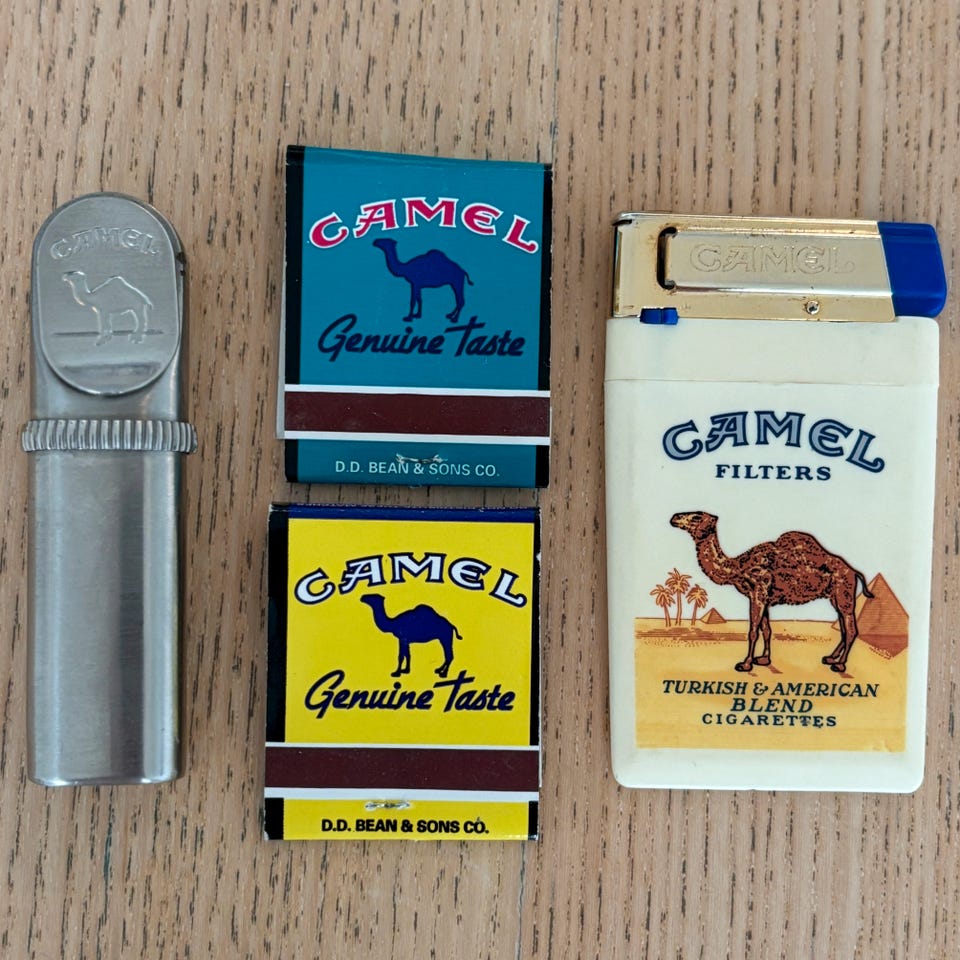 CAMEL
CAMEL
Genuine Taste
D.D. BEAN & SONS CO.
CAMEL
Genuine Taste
D.D. BEAN & SONS CO.
CAMEL
CAMEL
FILTERS
TURKISH & AMERICAN
BLEND
CIGARETTES